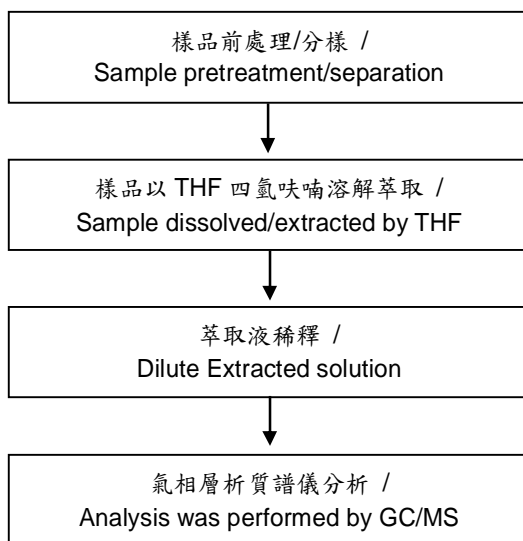 樣品前處理/分樣 /
Sample pretreatment/separation
樣品以 THF 四氫呋喃溶解萃取 /
Sample dissolved/extracted by THF
萃取液稀釋 /
Dilute Extracted solution
氣相層析質譜儀分析 /
Analysis was performed by GC/MS